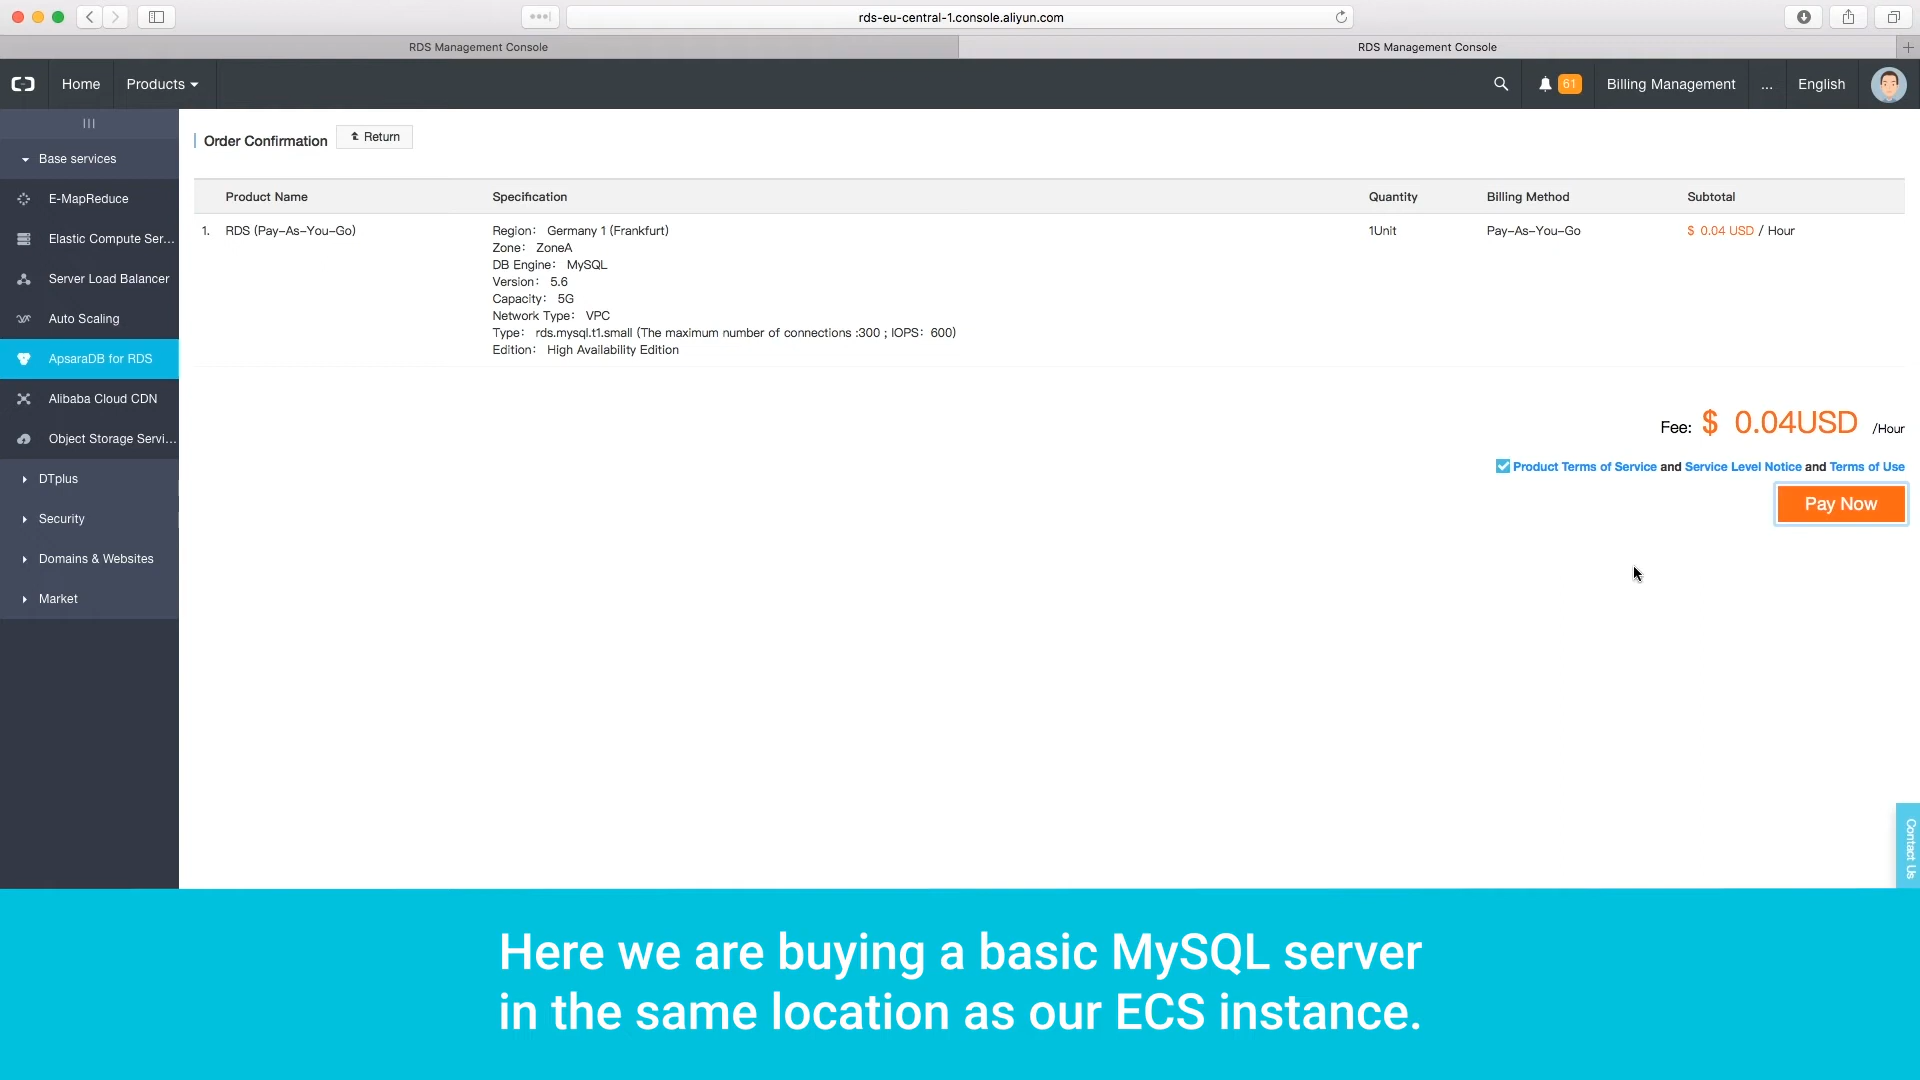 rds-eu-central-1.console.aliyun.com
RDS Management Console
RDS Management Console
Home
Products
61
Billing Management
...
English
Base services
E-MapReduce
Elastic Compute Ser...
Server Load Balancer
Auto Scaling
ApsaraDB for RDS
Alibaba Cloud CDN
Object Storage Servi...
DTplus
Security
Domains & Websites
Market
Order Confirmation
Return
Product Name Specification Quantity Billing Method Subtotal
1. RDS (Pay-As-You-Go) Region: Germany 1 (Frankfurt) 1Unit Pay-As-You-Go $ 0.04 USD / Hour
Zone: ZoneA
DB Engine: MySQL
Version: 5.6
Capacity: 5G
Network Type: VPC
Type: rds.mysql.t1.small (The maximum number of connections :300 ; IOPS: 600)
Edition: High Availability Edition
Fee: $ 0.04USD /Hour
Product Terms of Service and Service Level Notice and Terms of Use
Pay Now
Contact Us
Here we are buying a basic MySQL server
in the same location as our ECS instance.